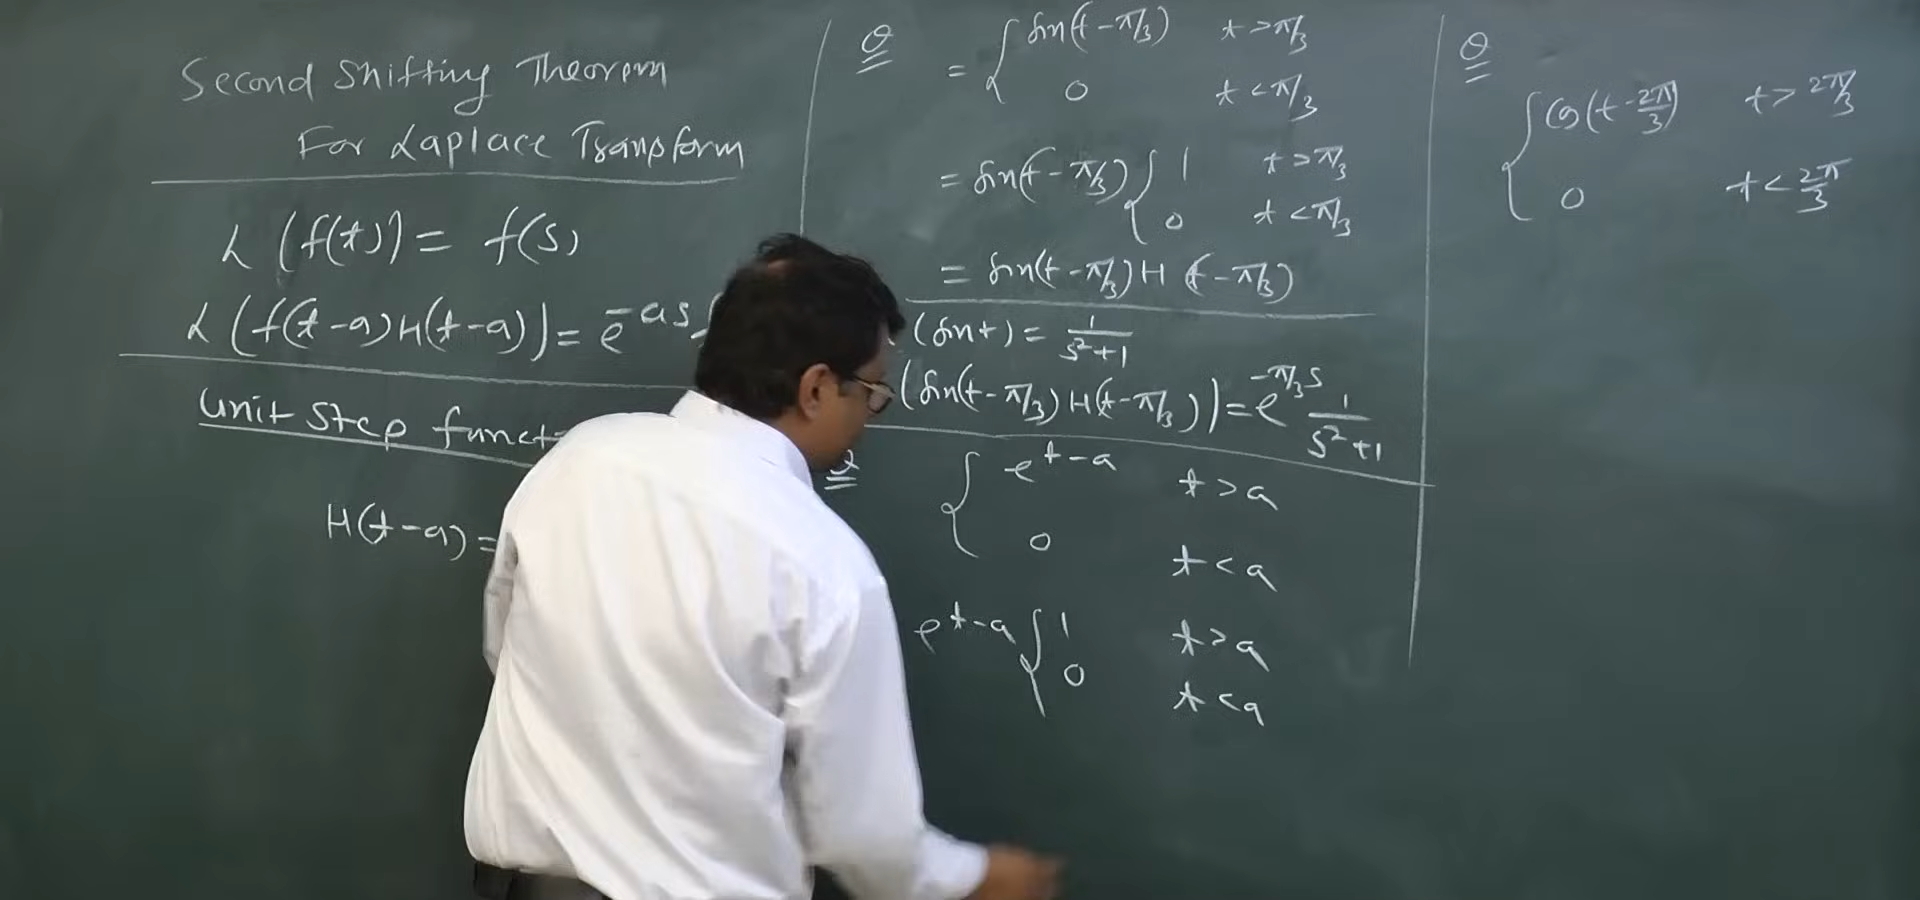 Second Shifting Theorem
For Laplace Transform
L(f(t)) = f(s)
L(f(t-a)H(t-a)) = e^{-as}
Unit Step funct
H(t-a) =
Q
= { sin(t-π/3) t>π/3
0 t<π/3
= sin(t-π/3) { 1 t>π/3
0 t<π/3
= sin(t-π/3) H(t-π/3)
(sin t) = 1/(s²+1)
(sin(t-π/3) H(t-π/3)) = e^{-π/3 s} 1/(s²+1)
Q
{ e^{t-a} t>a
0 t<a
e^{t-a} { 1 t>a
0 t<a
Q
{ cos(t-2π/3) t>2π/3
0 t<2π/3